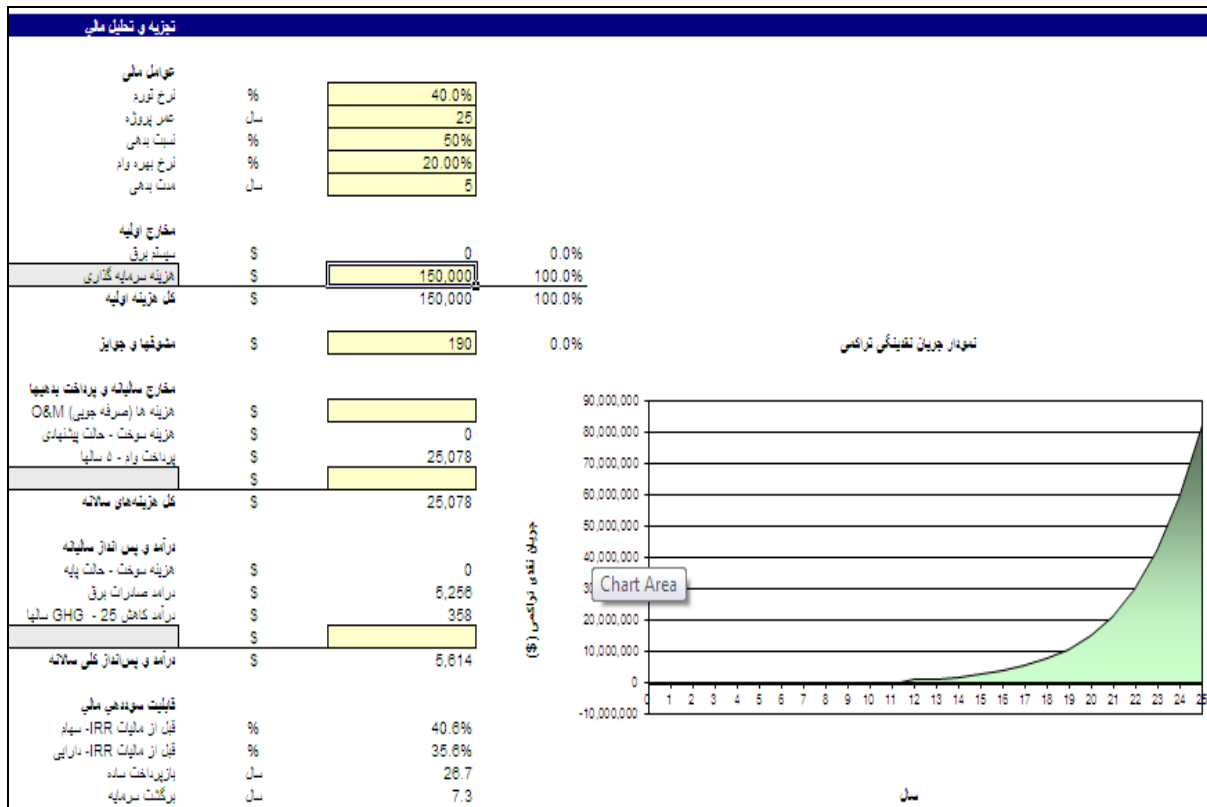 تجزیه و تحلیل مالی
عوامل مالی
نرخ تورم % 40.0%
عمر پروژه سال 25
نسبت بدهی % 50%
نرخ بهره وام % 20.00%
مدت بدهی سال 5
مخارج اولیه
سیستم برق $ 0 0.0%
هزینه سرمایه گذاری $ 150,000 100.0%
کل هزینه اولیه $ 150,000 100.0%
مشوقها و جوایز $ 190 0.0%
مخارج سالیانه و پرداخت بدهیها
هزینه ها (صرفه جویی) O&M $
هزینه سوخت - حالت پیشنهادی $ 0
پرداخت وام - ۵ سالها $ 25,078
$
کل هزینه‌های سالانه $ 25,078
درآمد و پس انداز سالیانه
هزینه سوخت - حالت پایه $ 0
درامد صادرات برق $ 5,256
درآمد کاهش GHG - 25 سالها $ 358
$
درآمد و پس‌انداز کلی سالانه $ 5,614
قابلیت سوددهی مالی
قبل از مالیات IRR- سهام % 40.6%
قبل از مالیات IRR- دارایی % 35.6%
بازپرداخت ساده سال 26.7
برگشت سرمایه سال 7.3
نمودار جریان نقدینگی تراکمی
جریان نقدی تراکمی ($)
90,000,000
80,000,000
70,000,000
60,000,000
50,000,000
40,000,000
Chart Area
20,000,000
10,000,000
0
-10,000,000
0 1 2 3 4 5 6 7 8 9 10 11 12 13 14 15 16 17 18 19 20 21 22 23 24 25
سال